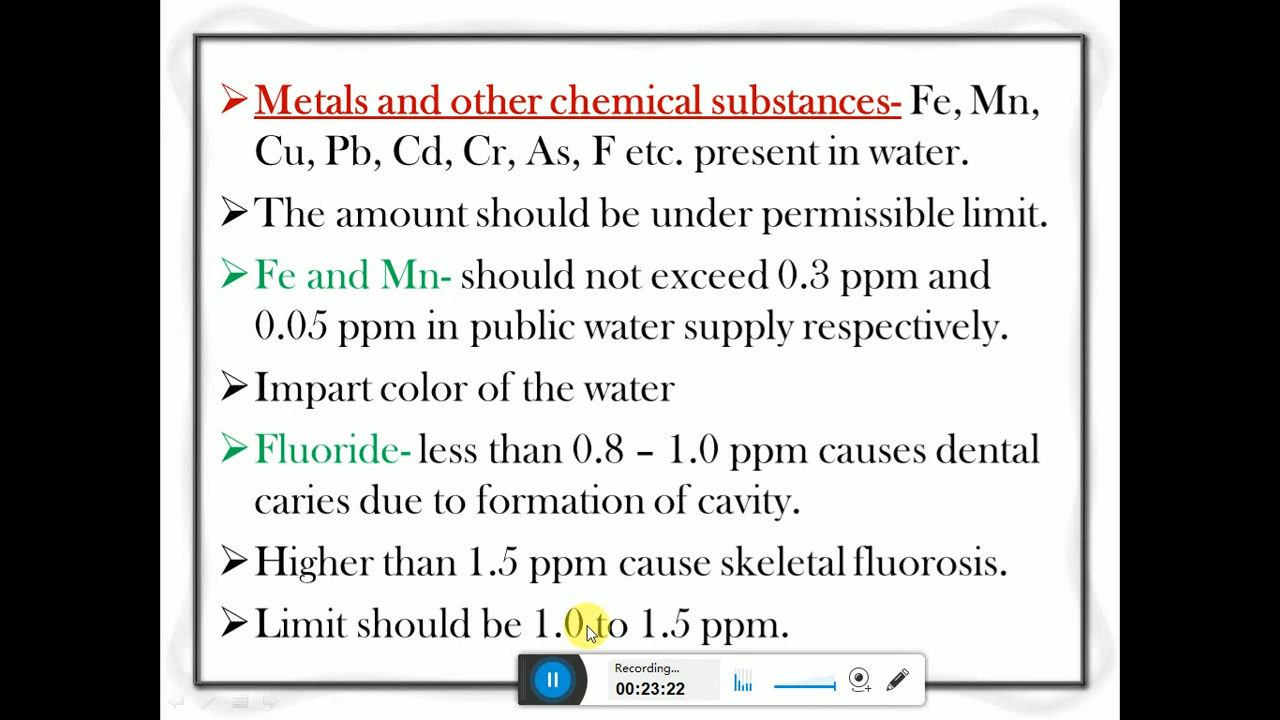 Metals and other chemical substances- Fe, Mn,
Cu, Pb, Cd, Cr, As, F etc. present in water.
The amount should be under permissible limit.
Fe and Mn- should not exceed 0.3 ppm and
0.05 ppm in public water supply respectively.
Impart color of the water
Fluoride- less than 0.8 – 1.0 ppm causes dental
caries due to formation of cavity.
Higher than 1.5 ppm cause skeletal fluorosis.
Limit should be 1.0 to 1.5 ppm.
Recording...
00:23:22